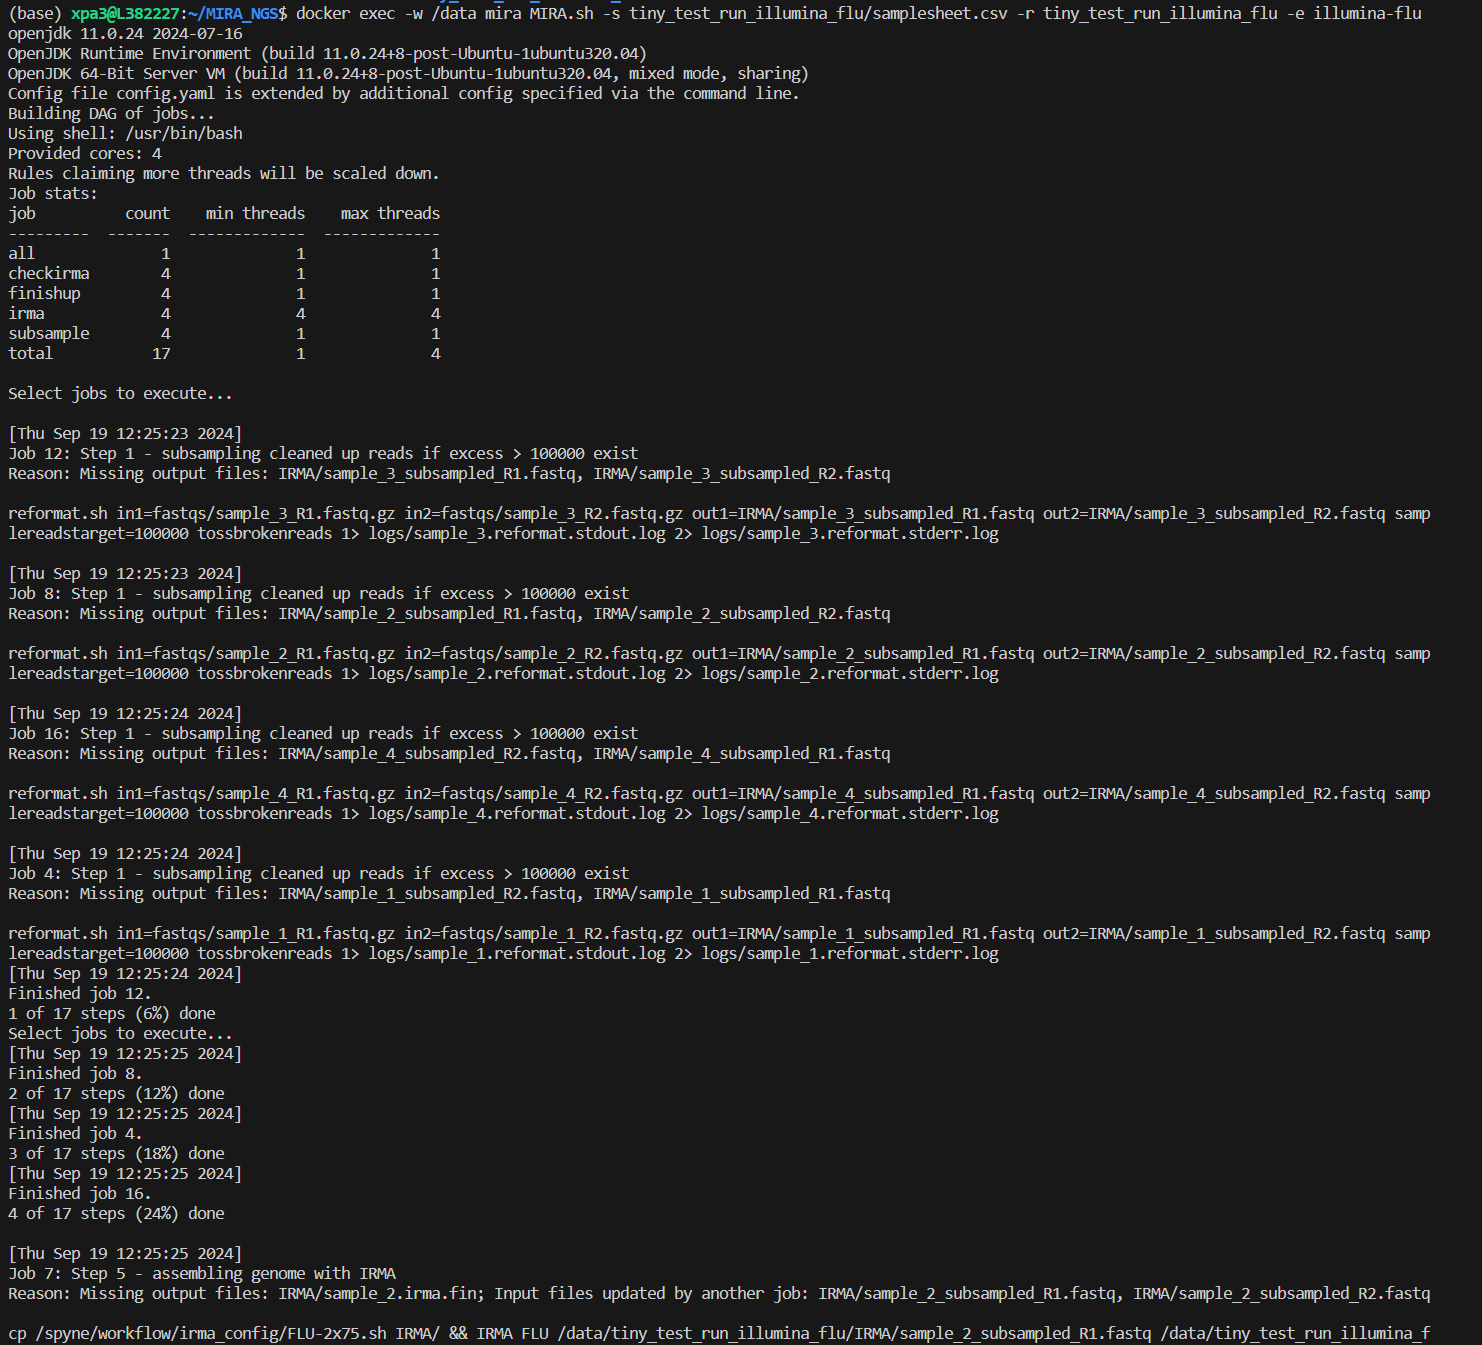 (base) xpa3@L382227:~/MIRA_NGS$ docker exec -w /data mira MIRA.sh -s tiny_test_run_illumina_flu/samplesheet.csv -r tiny_test_run_illumina_flu -e illumina-flu
openjdk 11.0.24 2024-07-16
OpenJDK Runtime Environment (build 11.0.24+8-post-Ubuntu-1ubuntu320.04)
OpenJDK 64-Bit Server VM (build 11.0.24+8-post-Ubuntu-1ubuntu320.04, mixed mode, sharing)
Config file config.yaml is extended by additional config specified via the command line.
Building DAG of jobs...
Using shell: /usr/bin/bash
Provided cores: 4
Rules claiming more threads will be scaled down.
Job stats:
job          count    min threads    max threads
---------  -------  -------------  -------------
all              1              1              1
checkirma        4              1              1
finishup         4              1              1
irma             4              4              4
subsample        4              1              1
total           17              1              4
Select jobs to execute...
[Thu Sep 19 12:25:23 2024]
Job 12: Step 1 - subsampling cleaned up reads if excess > 100000 exist
Reason: Missing output files: IRMA/sample_3_subsampled_R1.fastq, IRMA/sample_3_subsampled_R2.fastq
reformat.sh in1=fastqs/sample_3_R1.fastq.gz in2=fastqs/sample_3_R2.fastq.gz out1=IRMA/sample_3_subsampled_R1.fastq out2=IRMA/sample_3_subsampled_R2.fastq samp
lereadstarget=100000 tossbrokenreads 1> logs/sample_3.reformat.stdout.log 2> logs/sample_3.reformat.stderr.log
[Thu Sep 19 12:25:23 2024]
Job 8: Step 1 - subsampling cleaned up reads if excess > 100000 exist
Reason: Missing output files: IRMA/sample_2_subsampled_R1.fastq, IRMA/sample_2_subsampled_R2.fastq
reformat.sh in1=fastqs/sample_2_R1.fastq.gz in2=fastqs/sample_2_R2.fastq.gz out1=IRMA/sample_2_subsampled_R1.fastq out2=IRMA/sample_2_subsampled_R2.fastq samp
lereadstarget=100000 tossbrokenreads 1> logs/sample_2.reformat.stdout.log 2> logs/sample_2.reformat.stderr.log
[Thu Sep 19 12:25:24 2024]
Job 16: Step 1 - subsampling cleaned up reads if excess > 100000 exist
Reason: Missing output files: IRMA/sample_4_subsampled_R2.fastq, IRMA/sample_4_subsampled_R1.fastq
reformat.sh in1=fastqs/sample_4_R1.fastq.gz in2=fastqs/sample_4_R2.fastq.gz out1=IRMA/sample_4_subsampled_R1.fastq out2=IRMA/sample_4_subsampled_R2.fastq samp
lereadstarget=100000 tossbrokenreads 1> logs/sample_4.reformat.stdout.log 2> logs/sample_4.reformat.stderr.log
[Thu Sep 19 12:25:24 2024]
Job 4: Step 1 - subsampling cleaned up reads if excess > 100000 exist
Reason: Missing output files: IRMA/sample_1_subsampled_R2.fastq, IRMA/sample_1_subsampled_R1.fastq
reformat.sh in1=fastqs/sample_1_R1.fastq.gz in2=fastqs/sample_1_R2.fastq.gz out1=IRMA/sample_1_subsampled_R1.fastq out2=IRMA/sample_1_subsampled_R2.fastq samp
lereadstarget=100000 tossbrokenreads 1> logs/sample_1.reformat.stdout.log 2> logs/sample_1.reformat.stderr.log
[Thu Sep 19 12:25:24 2024]
Finished job 12.
1 of 17 steps (6%) done
Select jobs to execute...
[Thu Sep 19 12:25:25 2024]
Finished job 8.
2 of 17 steps (12%) done
[Thu Sep 19 12:25:25 2024]
Finished job 4.
3 of 17 steps (18%) done
[Thu Sep 19 12:25:25 2024]
Finished job 16.
4 of 17 steps (24%) done
[Thu Sep 19 12:25:25 2024]
Job 7: Step 5 - assembling genome with IRMA
Reason: Missing output files: IRMA/sample_2.irma.fin; Input files updated by another job: IRMA/sample_2_subsampled_R1.fastq, IRMA/sample_2_subsampled_R2.fastq
cp /spyne/workflow/irma_config/FLU-2x75.sh IRMA/ && IRMA FLU /data/tiny_test_run_illumina_flu/IRMA/sample_2_subsampled_R1.fastq /data/tiny_test_run_illumina_f